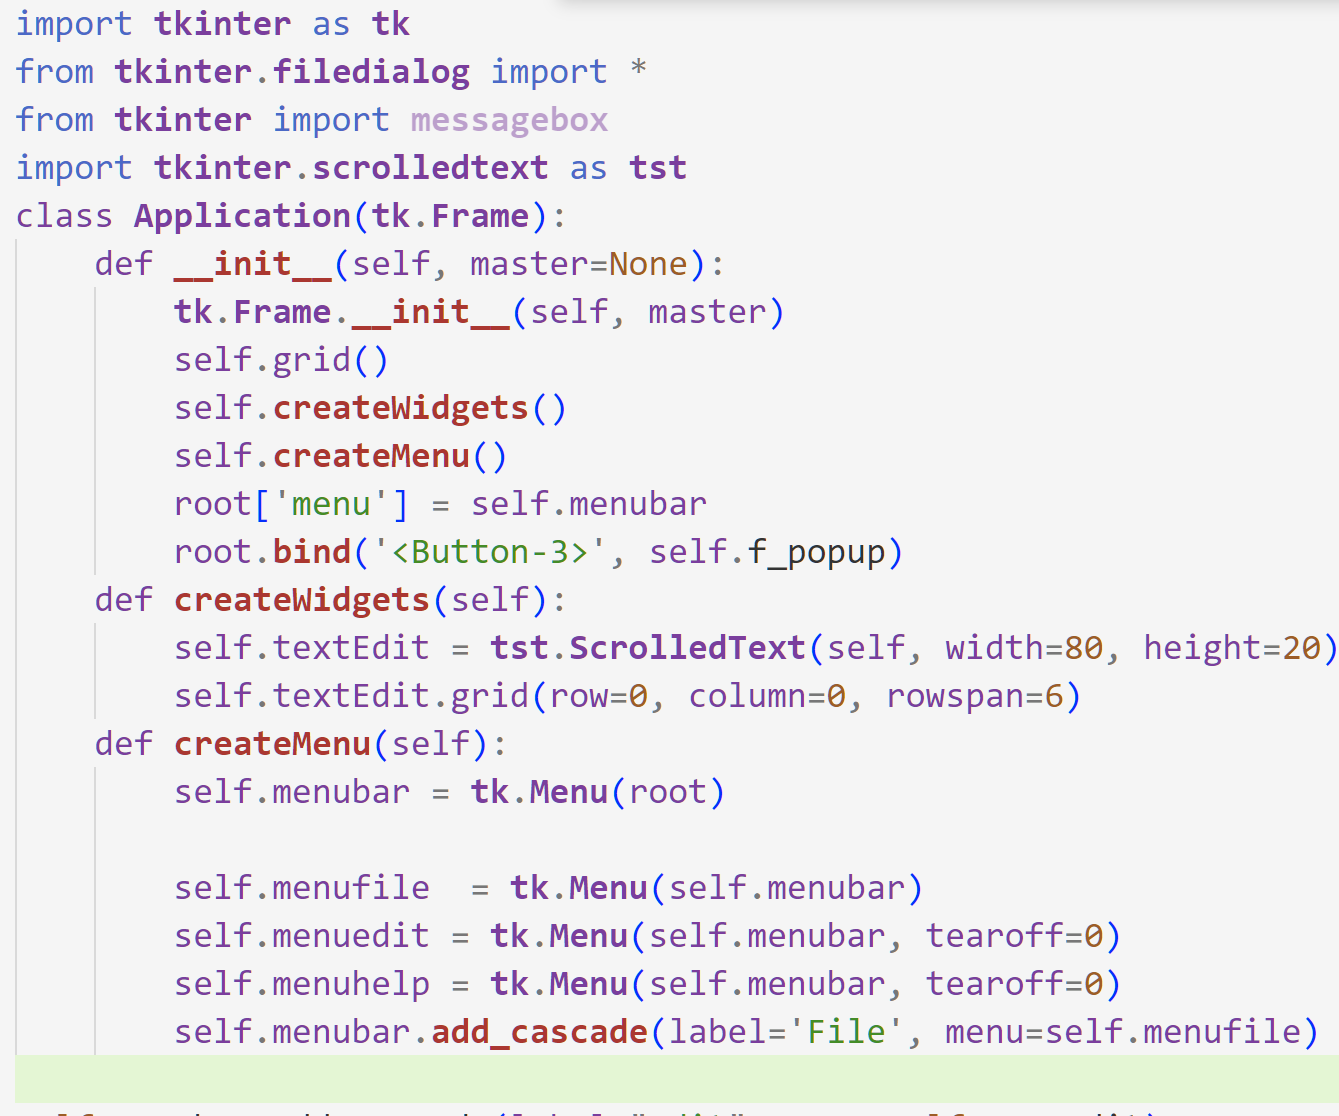 import tkinter as tk
from tkinter.filedialog import *
from tkinter import messagebox
import tkinter.scrolledtext as tst
class Application(tk.Frame):
    def __init__(self, master=None):
        tk.Frame.__init__(self, master)
        self.grid()
        self.createWidgets()
        self.createMenu()
        root['menu'] = self.menubar
        root.bind('<Button-3>', self.f_popup)
    def createWidgets(self):
        self.textEdit = tst.ScrolledText(self, width=80, height=20)
        self.textEdit.grid(row=0, column=0, rowspan=6)
    def createMenu(self):
        self.menubar = tk.Menu(root)
        self.menufile  = tk.Menu(self.menubar)
        self.menuedit = tk.Menu(self.menubar, tearoff=0)
        self.menuhelp = tk.Menu(self.menubar, tearoff=0)
        self.menubar.add_cascade(label='File', menu=self.menufile)